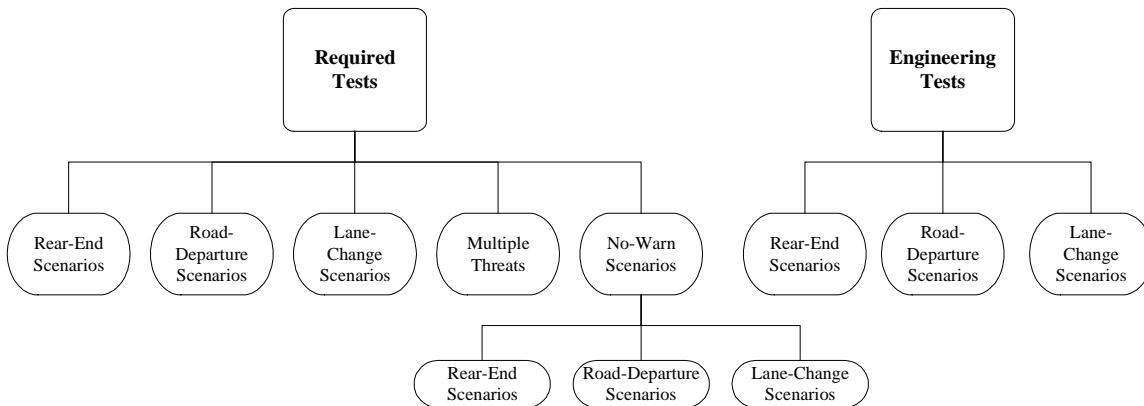 Required
Tests
Engineering
Tests
Rear-End
Scenarios
Road-
Departure
Scenarios
Lane-
Change
Scenarios
Multiple
Threats
No-Warn
Scenarios
Rear-End
Scenarios
Road-
Departure
Scenarios
Lane-
Change
Scenarios
Rear-End
Scenarios
Road-Departure
Scenarios
Lane-Change
Scenarios